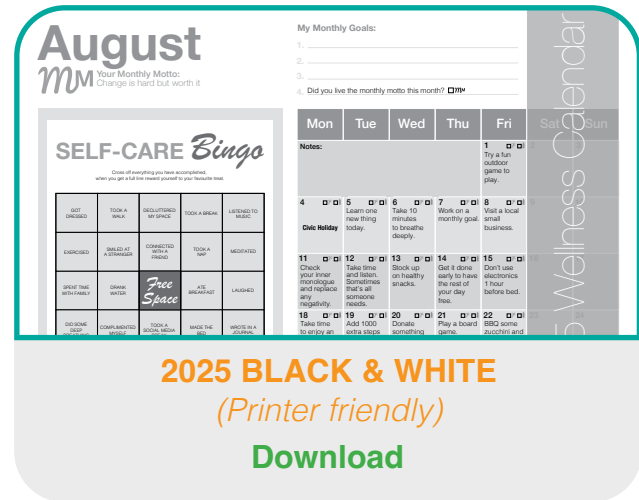 August
MM
Your Monthly Motto:
Change is hard but worth it
My Monthly Goals:
1.
2.
3.
4. Did you live the monthly motto this month?
SELF-CARE Bingo
Cross off everything you have accomplished,
when you get a full line reward yourself to your favourite treat.
GOT DRESSED
TOOK A WALK
DECLUTTERED MY SPACE
TOOK A BREAK
LISTENED TO MUSIC
EXERCISED
SMILED AT A STRANGER
CONNECTED WITH A FRIEND
TOOK A NAP
MEDITATED
SPENT TIME WITH FAMILY
DRANK WATER
Free Space
ATE BREAKFAST
LAUGHED
DID SOME DEEP
COMPLIMENTED MYSELF
TOOK A SOCIAL MEDIA
MADE THE BED
WROTE IN A JOURNAL
Mon Tue Wed Thu Fri Sat Sun
Notes:
1
Try a fun
outdoor
game to
play.
4
Civic Holiday
5
Learn one
new thing
today.
6
Take 10
minutes
to breathe
deeply.
7
Work on a
monthly goal.
8
Visit a local
small
business.
11
Check
your inner
monologue
and replace
any
negativity.
12
Take time
and listen.
Sometimes
that's all
someone
needs.
13
Stock up
on healthy
snacks.
14
Get it done
early to have
the rest of
your day
free.
15
Don't use
electronics
1 hour
before bed.
18
Take time
to enjoy an
19
Add 1000
extra steps
20
Donate
something
21
Play a board
game.
22
BBQ some
zucchini and
23
24
5 Wellness Calendar
2025 BLACK & WHITE
(Printer friendly)
Download